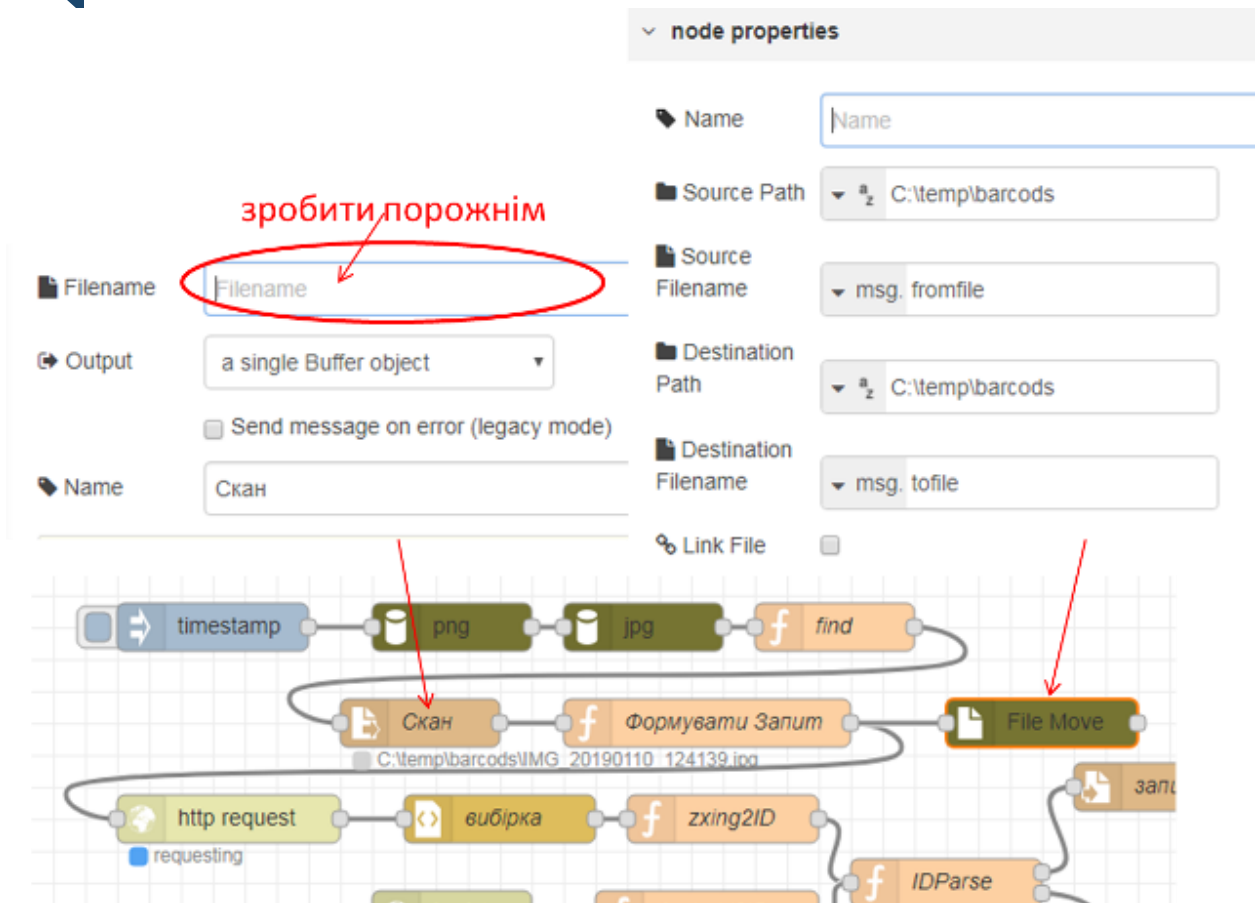 node properties
Name
Name
Source Path
a z C:\temp\barcods
зробити порожнім
Source
Filename
msg. fromfile
Filename
Filename
Destination
Path
a z C:\temp\barcods
Output
a single Buffer object
Send message on error (legacy mode)
Destination
Filename
msg. tofile
Name
Скан
Link File
timestamp
png
jpg
find
Скан
Формувати Запит
File Move
C:\temp\barcods\IMG_20190110_124139.jpg
http request
вибірка
zxing2ID
requesting
IDParse